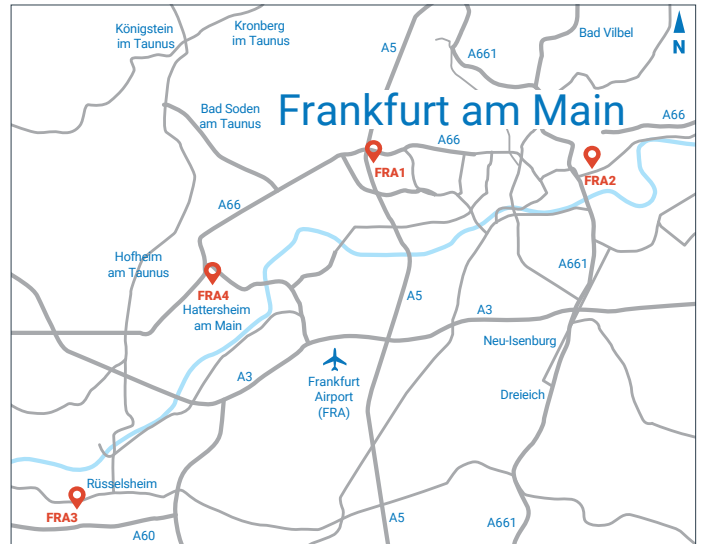 Königstein
im Taunus
Kronberg
im Taunus
A5
A661
Bad Vilbel
N
Bad Soden
am Taunus
Frankfurt am Main
A66
A66
FRA1
FRA2
A66
Hofheim
am Taunus
FRA4
Hattersheim
am Main
A661
A5
A3
Neu-Isenburg
A3
Frankfurt
Airport
(FRA)
Dreieich
Rüsselsheim
FRA3
A60
A5
A661